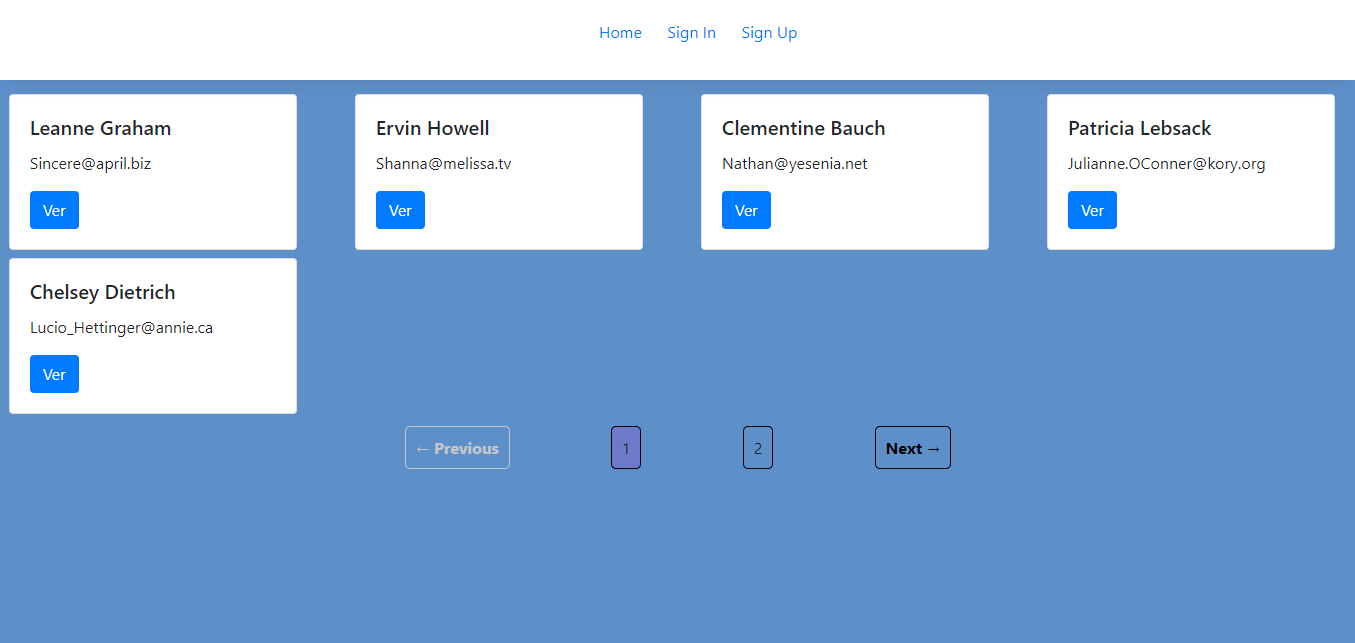 Home Sign In Sign Up
Leanne Graham
Sincere@april.biz
Ver
Ervin Howell
Shanna@melissa.tv
Ver
Clementine Bauch
Nathan@yesenia.net
Ver
Patricia Lebsack
Julianne.OConner@kory.org
Ver
Chelsey Dietrich
Lucio_Hettinger@annie.ca
Ver
← Previous 1 2 Next →